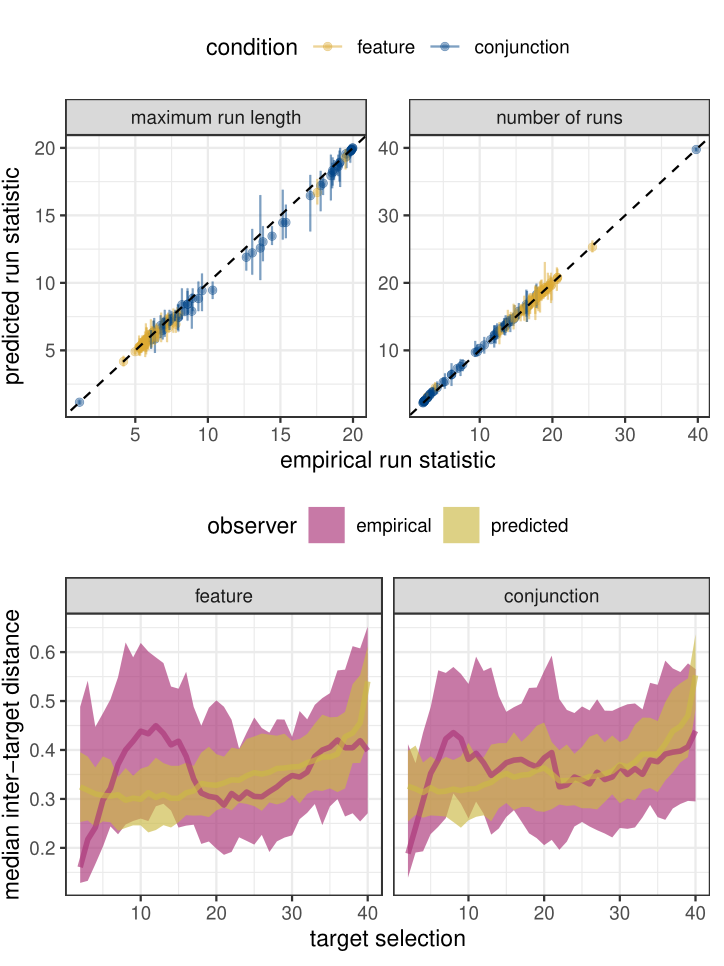 condition feature conjunction
maximum run length number of runs
predicted run statistic
20
15
10
5
40
30
20
10
5 10 15 20 10 20 30 40
empirical run statistic
observer empirical predicted
feature conjunction
median inter−target distance
0.6
0.5
0.4
0.3
0.2
10 20 30 40 10 20 30 40
target selection